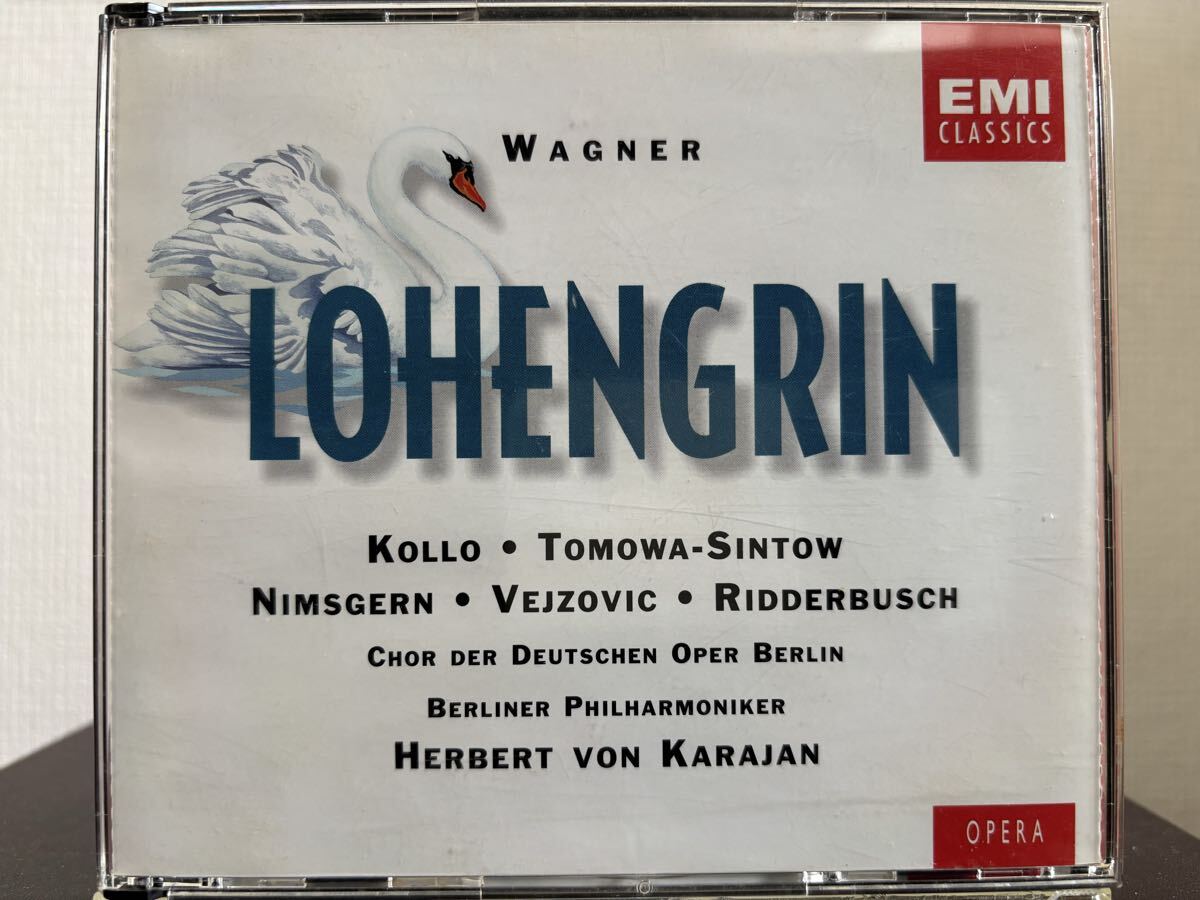 EMI
CLASSICS
WAGNER
LOHENGRIN
KOLLO • TOMOWA-SINTOW
NIMSGERN • VEJZOVIC • RIDDERBUSCH
CHOR DER DEUTSCHEN OPER BERLIN
BERLINER PHILHARMONIKER
HERBERT VON KARAJAN
OPERA